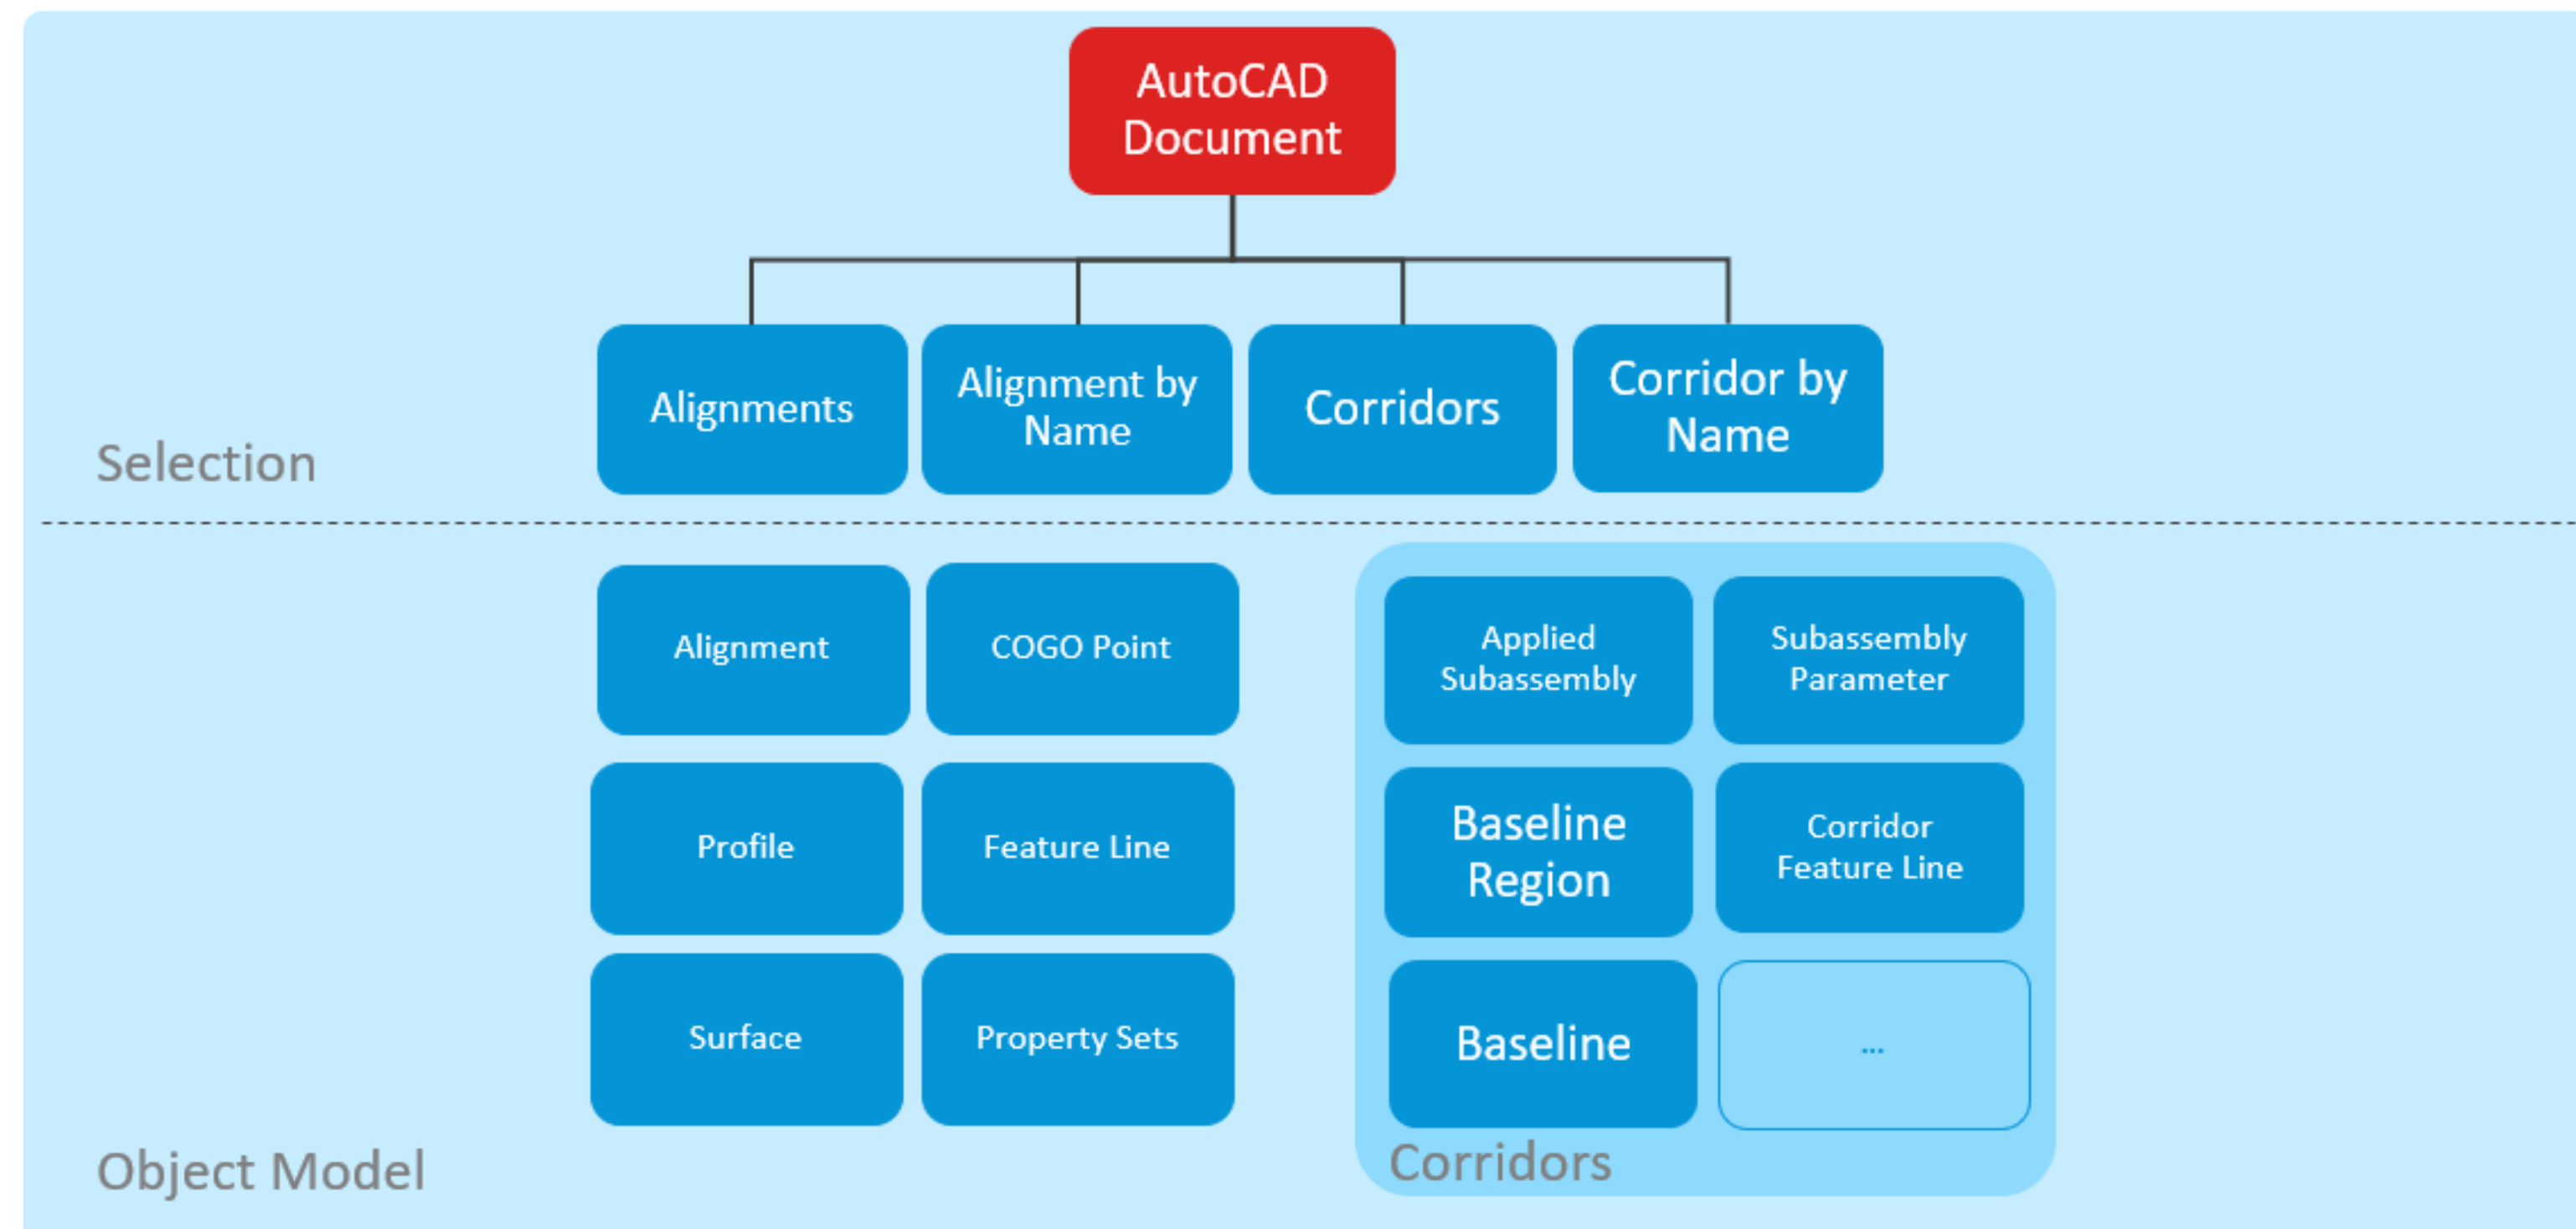 AutoCAD
Document
Alignments
Alignment by
Name
Corridors
Corridor by
Name
Selection
Alignment
COGO Point
Applied
Subassembly
Subassembly
Parameter
Profile
Feature Line
Baseline
Region
Corridor
Feature Line
Surface
Property Sets
Baseline
...
Object Model
Corridors